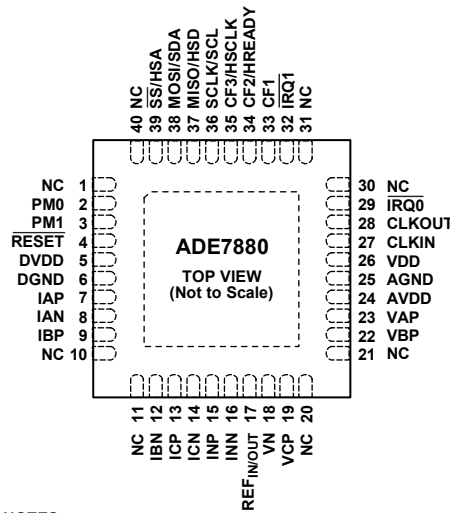 40 NC
39 SS/HSA
38 MOSI/SDA
37 MISO/HSD
36 SCLK/SCL
35 CF3/HSCLK
34 CF2/HREADY
33 CF1
32 IRQ1
31 NC
NC 1
PM0 2
PM1 3
RESET 4
DVDD 5
DGND 6
IAP 7
IAN 8
IBP 9
NC 10
ADE7880
TOP VIEW
(Not to Scale)
30 NC
29 IRQ0
28 CLKOUT
27 CLKIN
26 VDD
25 AGND
24 AVDD
23 VAP
22 VBP
21 NC
NC 11
IBN 12
ICP 13
ICN 14
INP 15
INN 16
REFIN/OUT 17
VN 18
VCP 19
NC 20